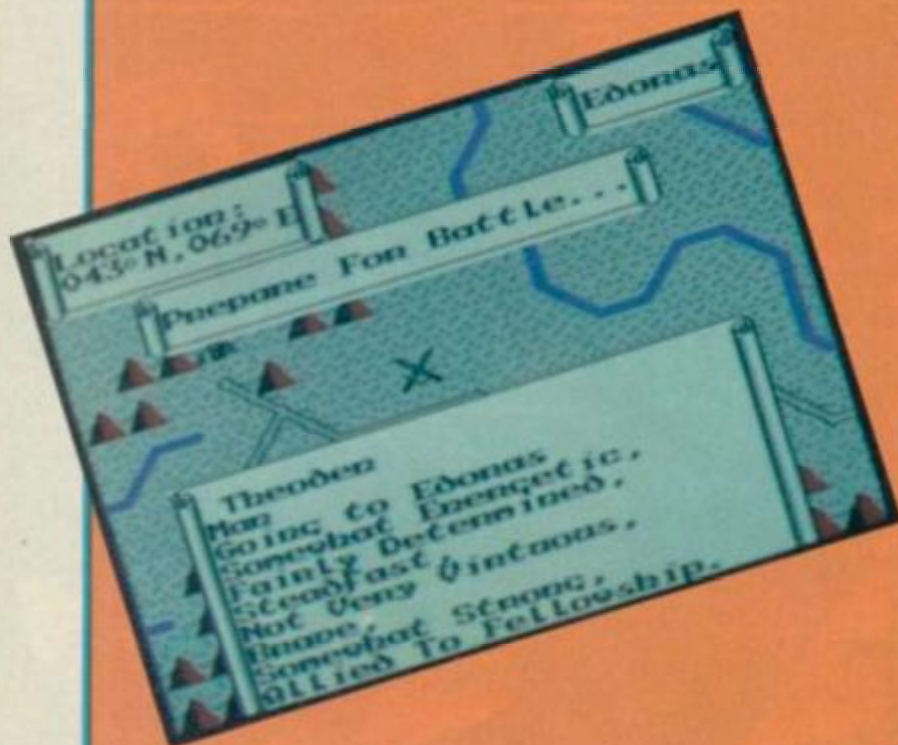 Edoras
Location:
043° N, 069° E
Prepare For Battle...
Theoden
Man
Going to Edoras
Somewhat Energetic,
Fairly Determined,
Steadfast,
Not Very Virtuous,
Brave,
Somewhat Strong,
Allied To Fellowship.